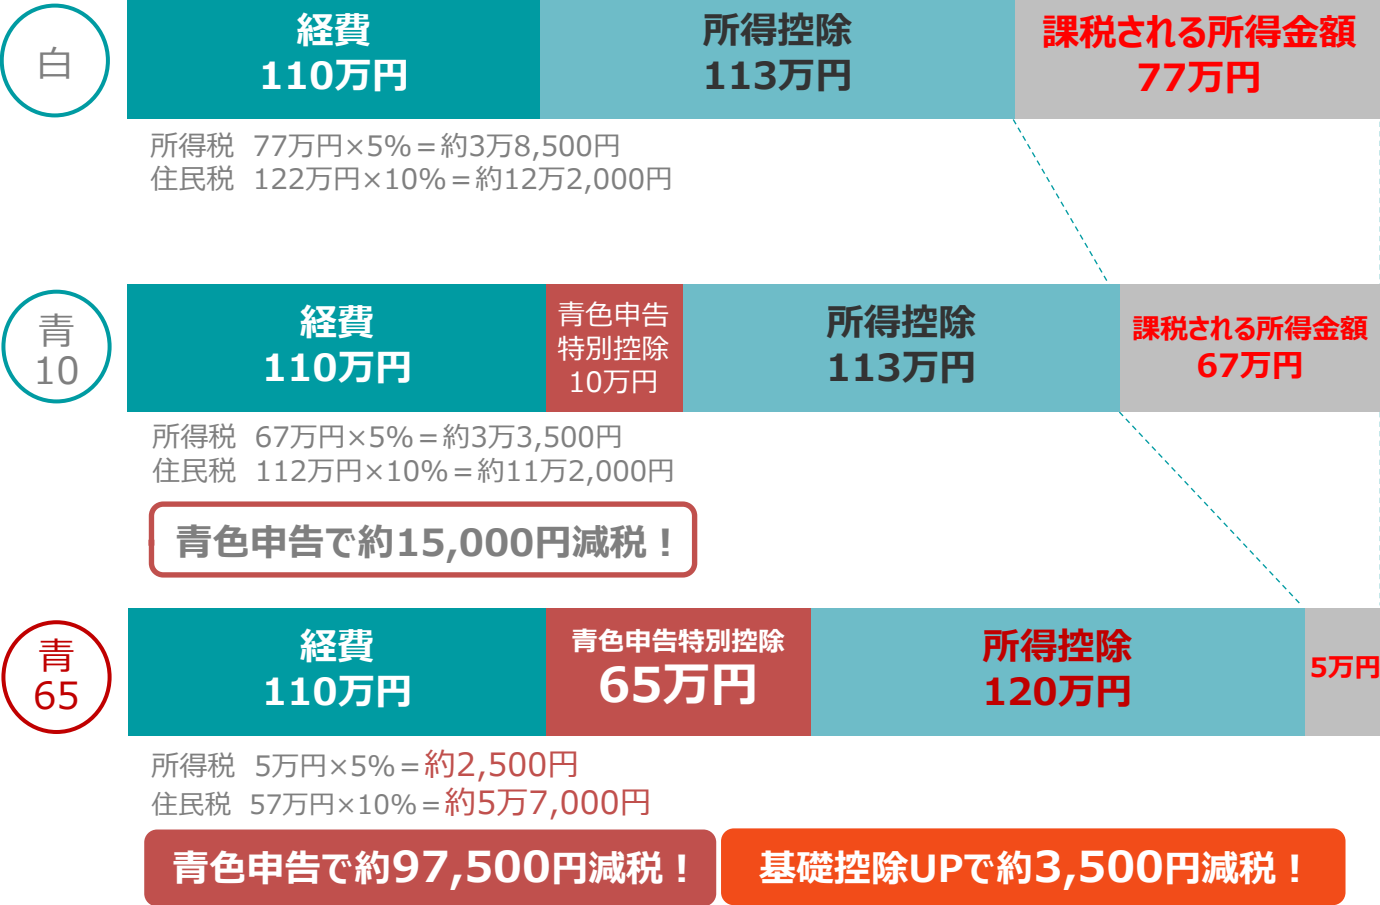 白
経費
110万円
所得控除
113万円
課税される所得金額
77万円
所得税 77万円×5%＝約3万8,500円
住民税 122万円×10%＝約12万2,000円
青
10
経費
110万円
青色申告
特別控除
10万円
所得控除
113万円
課税される所得金額
67万円
所得税 67万円×5%＝約3万3,500円
住民税 112万円×10%＝約11万2,000円
青色申告で約15,000円減税！
青
65
経費
110万円
青色申告特別控除
65万円
所得控除
120万円
5万円
所得税 5万円×5%＝約2,500円
住民税 57万円×10%＝約5万7,000円
青色申告で約97,500円減税！
基礎控除UPで約3,500円減税！